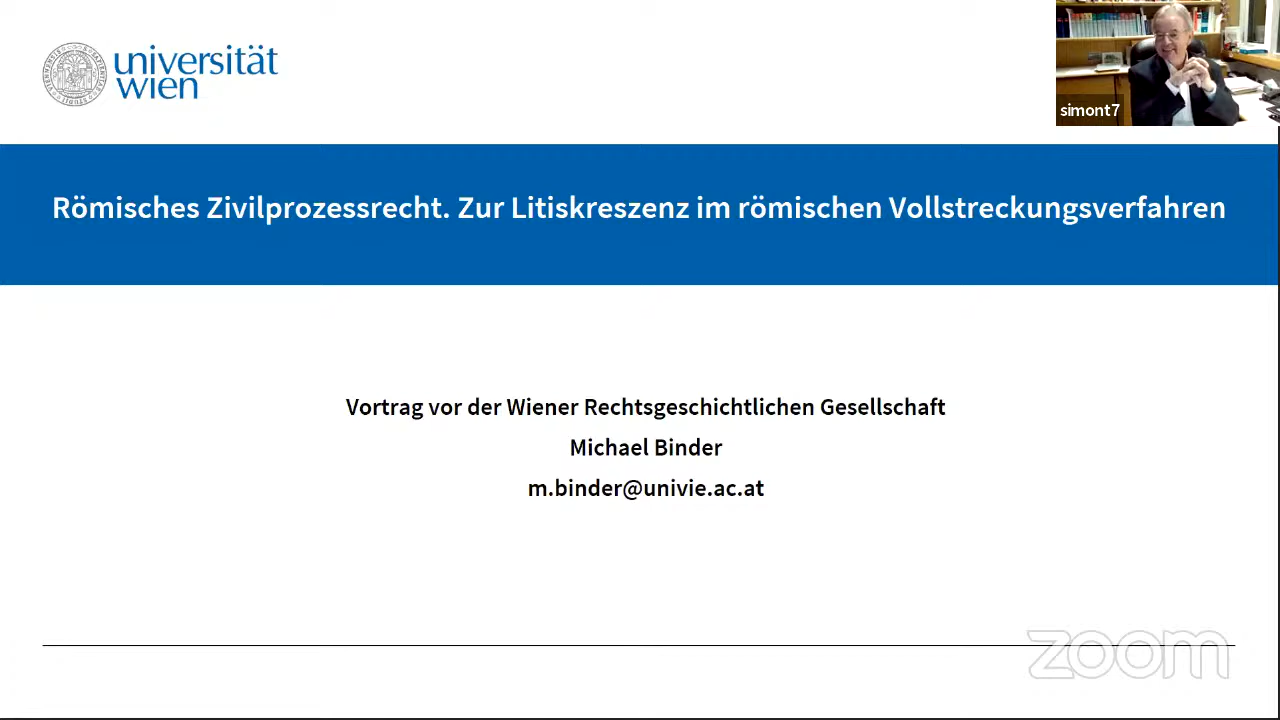 universität
wien
simont7
Römisches Zivilprozessrecht. Zur Litiskreszenz im römischen Vollstreckungsverfahren
Vortrag vor der Wiener Rechtsgeschichtlichen Gesellschaft
Michael Binder
m.binder@univie.ac.at
zoom